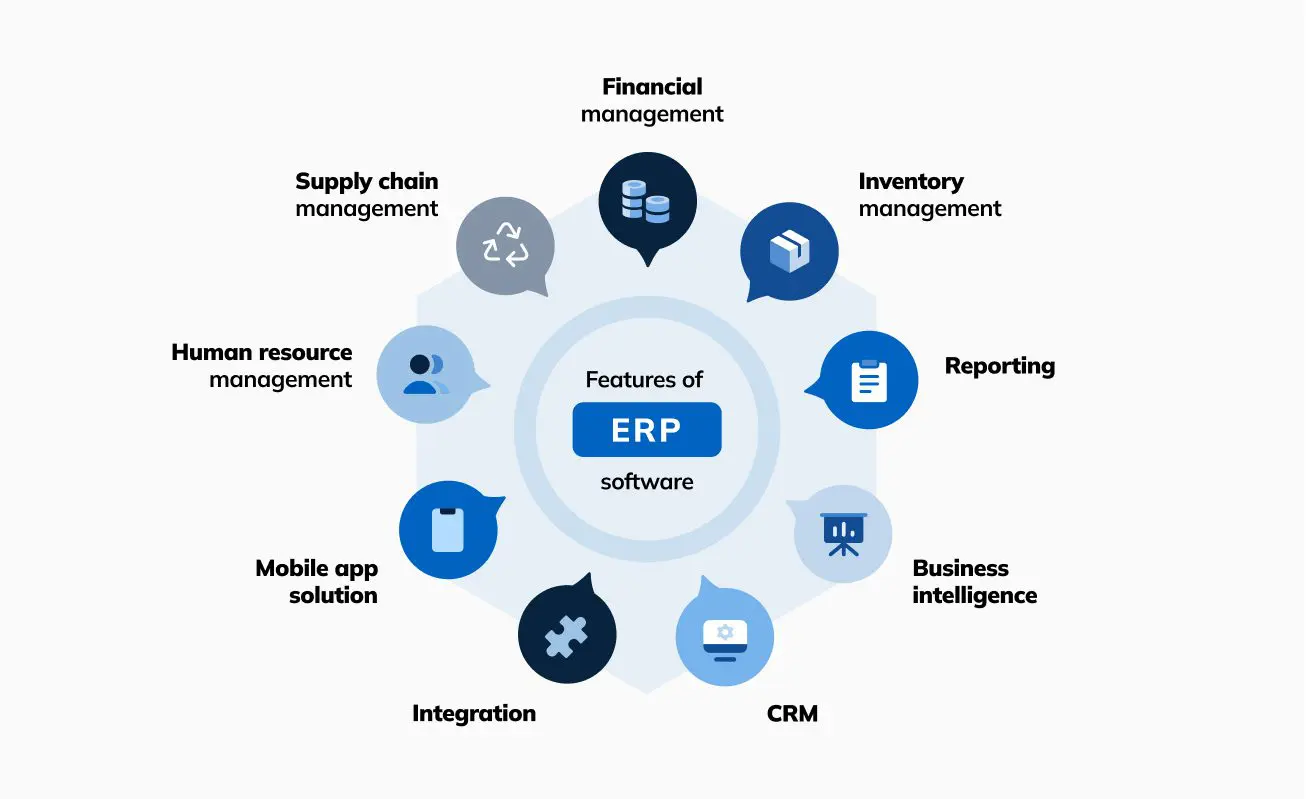 Financial
management
Supply chain
management
Inventory
management
Human resource
management
Reporting
Features of
ERP
software
Mobile app
solution
Business
intelligence
Integration
CRM